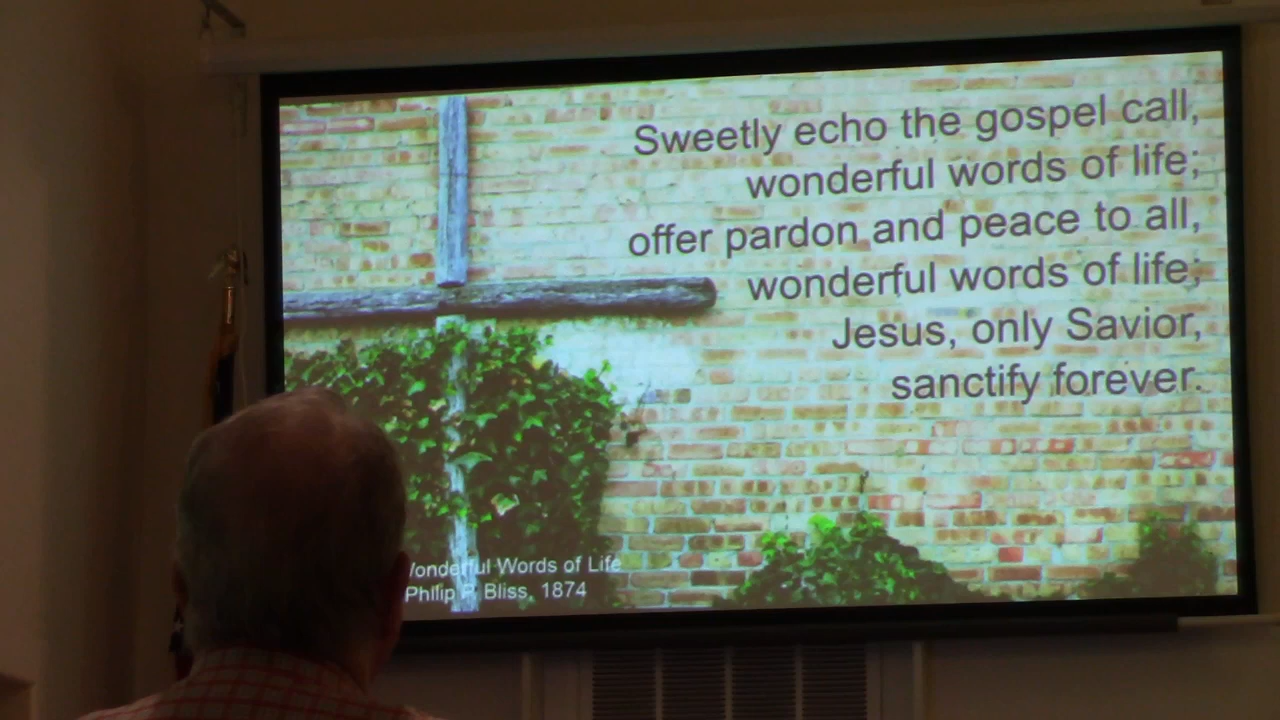 Sweetly echo the gospel call,
wonderful words of life;
offer pardon and peace to all,
wonderful words of life;
Jesus, only Savior,
sanctify forever.
Wonderful Words of Life
Philip P. Bliss, 1874